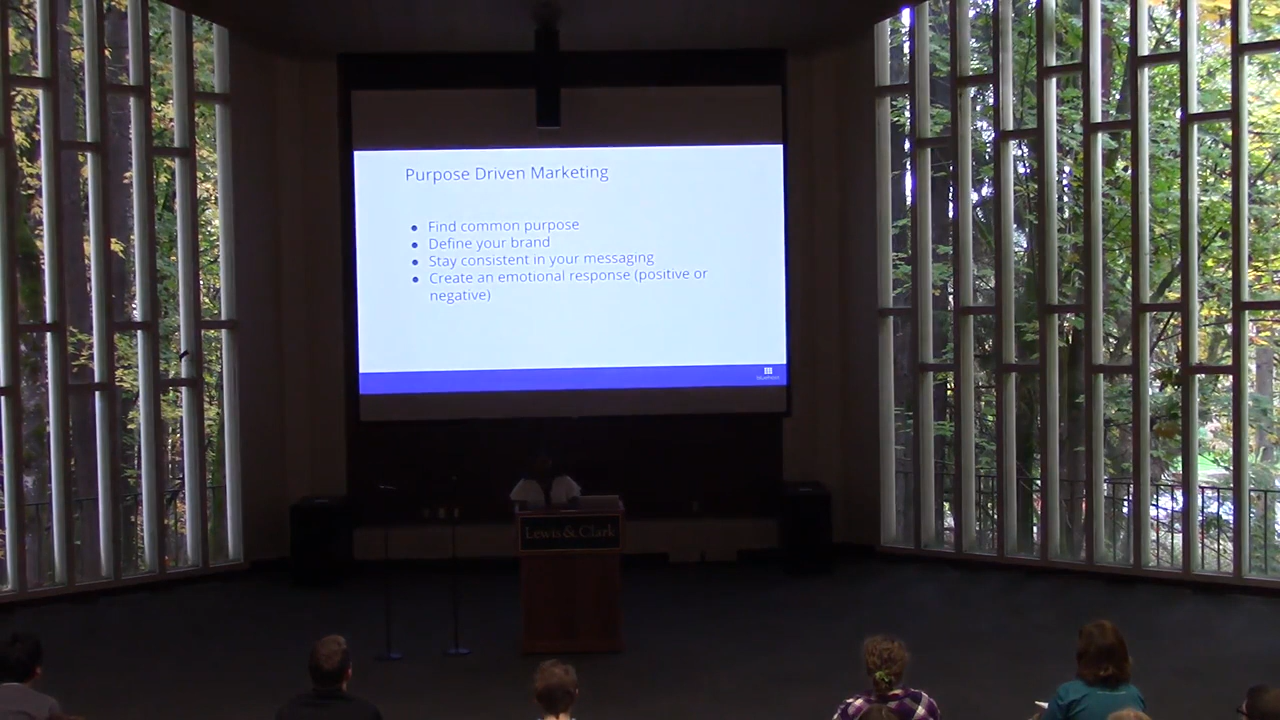 Purpose Driven Marketing
Find common purpose
Define your brand
Stay consistent in your messaging
Create an emotional response (positive or
negative)
Lewis & Clark